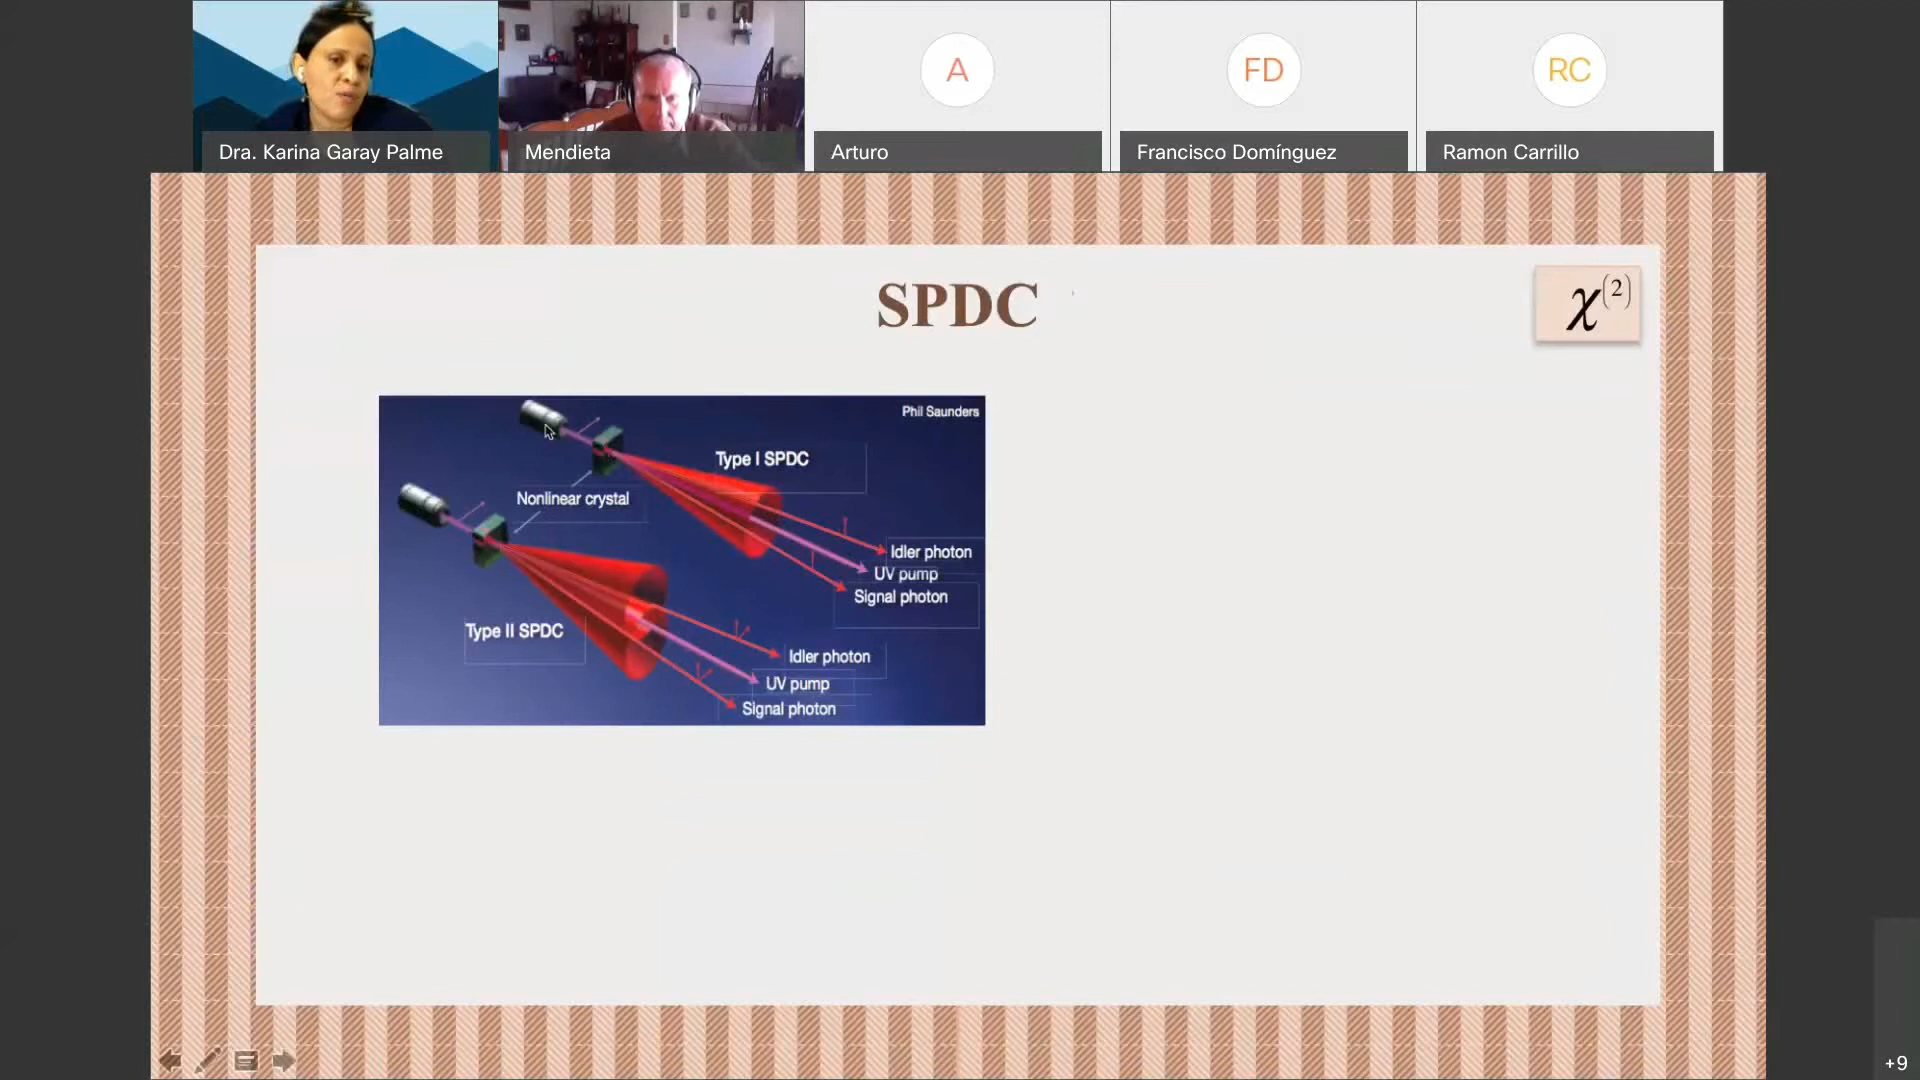 A
FD
RC
Dra. Karina Garay Palme
Mendieta
Arturo
Francisco Domínguez
Ramon Carrillo
SPDC
χ(2)
Phil Saunders
Type I SPDC
Nonlinear crystal
Idler photon
UV pump
Signal photon
Type II SPDC
Idler photon
UV pump
Signal photon
+9